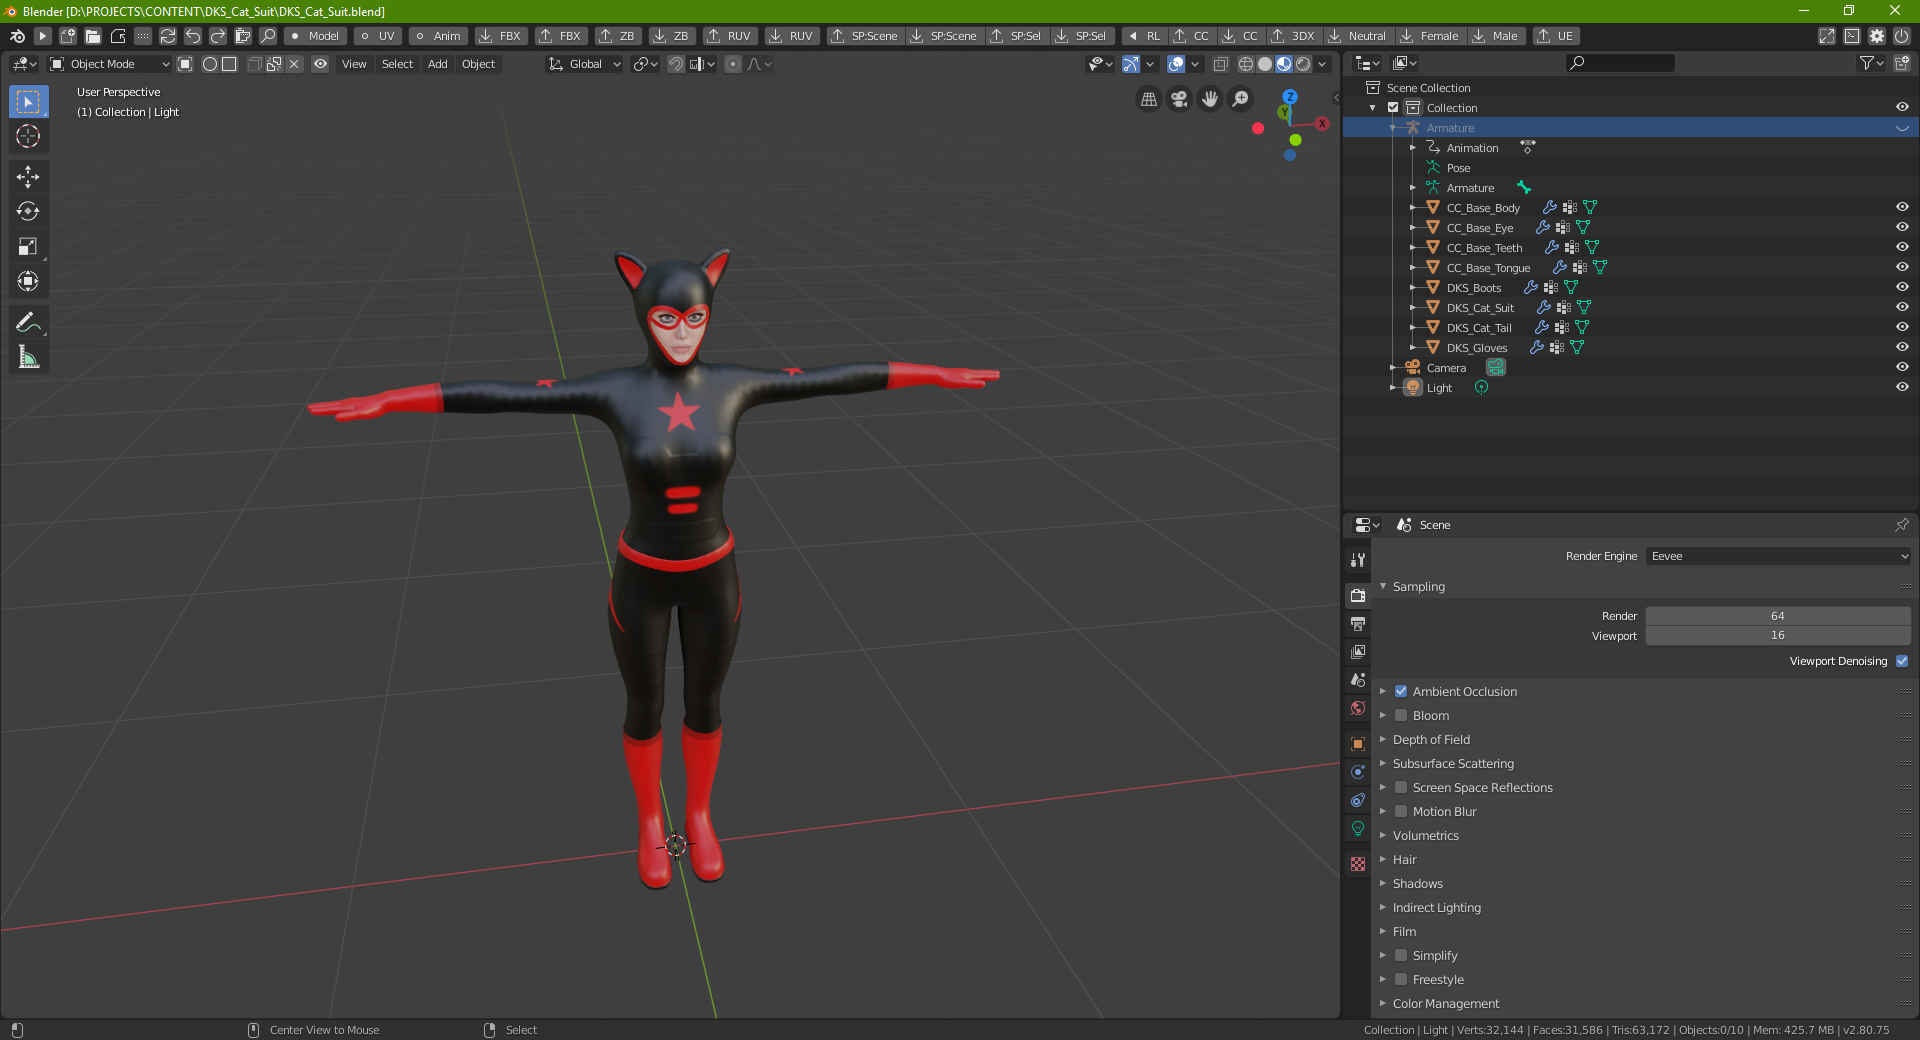 Blender [D:\PROJECTS\CONTENT\DKS_Cat_Suit\DKS_Cat_Suit.blend]
Model UV Anim FBX FBX ZB ZB RUV RUV SP:Scene SP:Scene SP:Sel SP:Sel RL CC CC 3DX Neutral Female Male UE
Object Mode View Select Add Object Global
User Perspective
(1) Collection | Light
Z
Y
X
Scene Collection
Collection
Armature
Animation
Pose
Armature
CC_Base_Body
CC_Base_Eye
CC_Base_Teeth
CC_Base_Tongue
DKS_Boots
DKS_Cat_Suit
DKS_Cat_Tail
DKS_Gloves
Camera
Light
Scene
Render Engine Eevee
Sampling
Render 64
Viewport 16
Viewport Denoising
Ambient Occlusion
Bloom
Depth of Field
Subsurface Scattering
Screen Space Reflections
Motion Blur
Volumetrics
Hair
Shadows
Indirect Lighting
Film
Simplify
Freestyle
Color Management
Center View to Mouse Select Collection | Light | Verts:32,144 | Faces:31,586 | Tris:63,172 | Objects:0/10 | Mem: 425.7 MB | v2.80.75